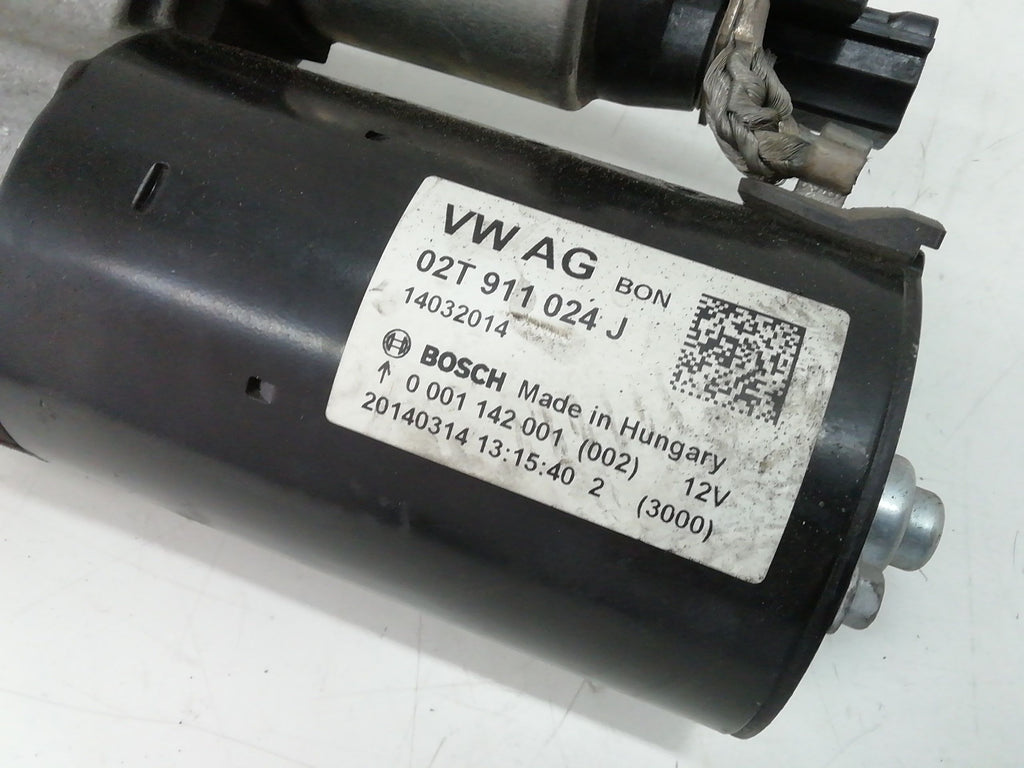 VW AG BON
02T 911 024 J
14032014
BOSCH Made in Hungary
↑ 0 001 142 001 (002) 12V
20140314 13:15:40 2 (3000)